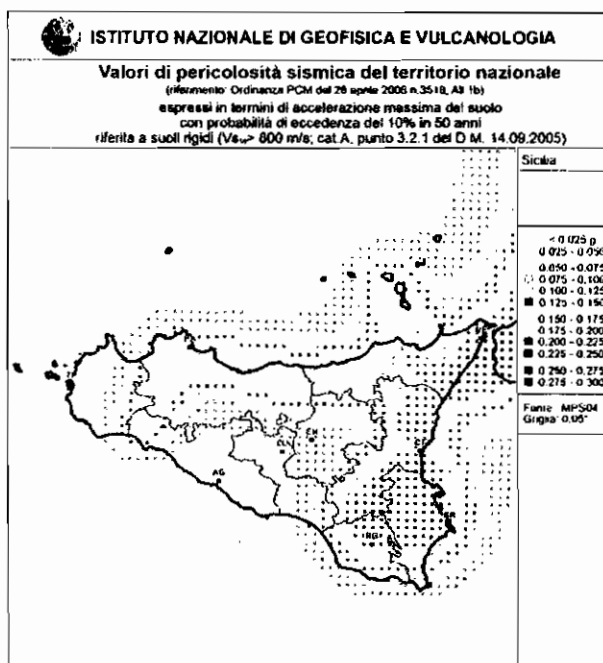 ISTITUTO NAZIONALE DI GEOFISICA E VULCANOLOGIA
Valori di pericolosità sismica del territorio nazionale
(riferimento: Ordinanza PCM del 28 aprile 2006 n.3519, All 1b)
espressi in termini di accelerazione massima del suolo
con probabilità di eccedenza del 10% in 50 anni
riferita a suoli rigidi (Vs > 800 m/s; cat.A, punto 3.2.1 del D M. 14.09.2005)
Sicilia
< 0.025 g
0.025 - 0.050
0.050 - 0.075
0.075 - 0.100
0.100 - 0.125
0.125 - 0.150
0.150 - 0.175
0.175 - 0.200
0.200 - 0.225
0.225 - 0.250
0.250 - 0.275
0.275 - 0.300
Fonte: MPS04
Griglia: 0.05°
EN
AG
SR
RG